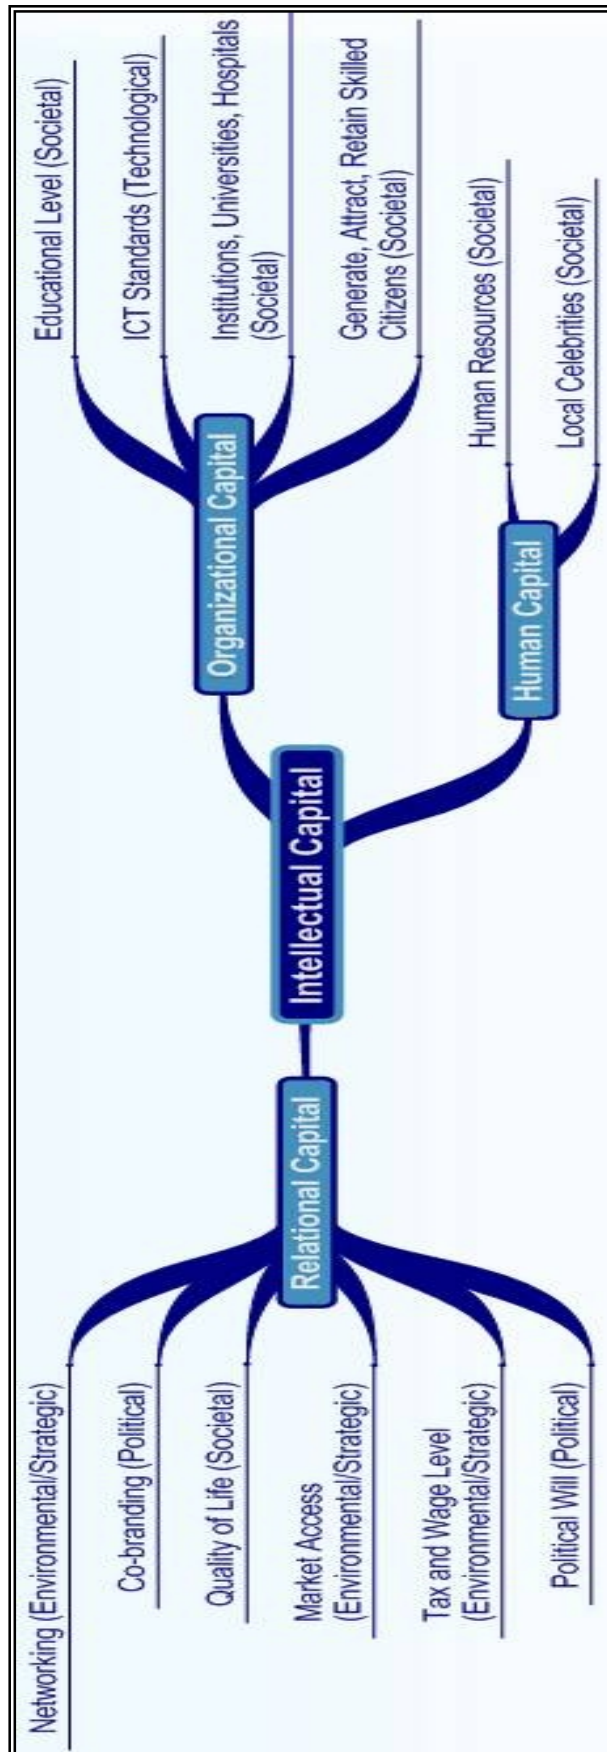 Networking (Environmental/Strategic)
Co-branding (Political)
Quality of Life (Societal)
Market Access
(Environmental/Strategic)
Tax and Wage Level
(Environmental/Strategic)
Political Will (Political)
Relational Capital
Intellectual Capital
Organizational Capital
Educational Level (Societal)
ICT Standards (Technological)
Institutions, Universities, Hospitals
(Societal)
Generate, Attract, Retain Skilled
Citizens (Societal)
Human Capital
Human Resources (Societal)
Local Celebrities (Societal)